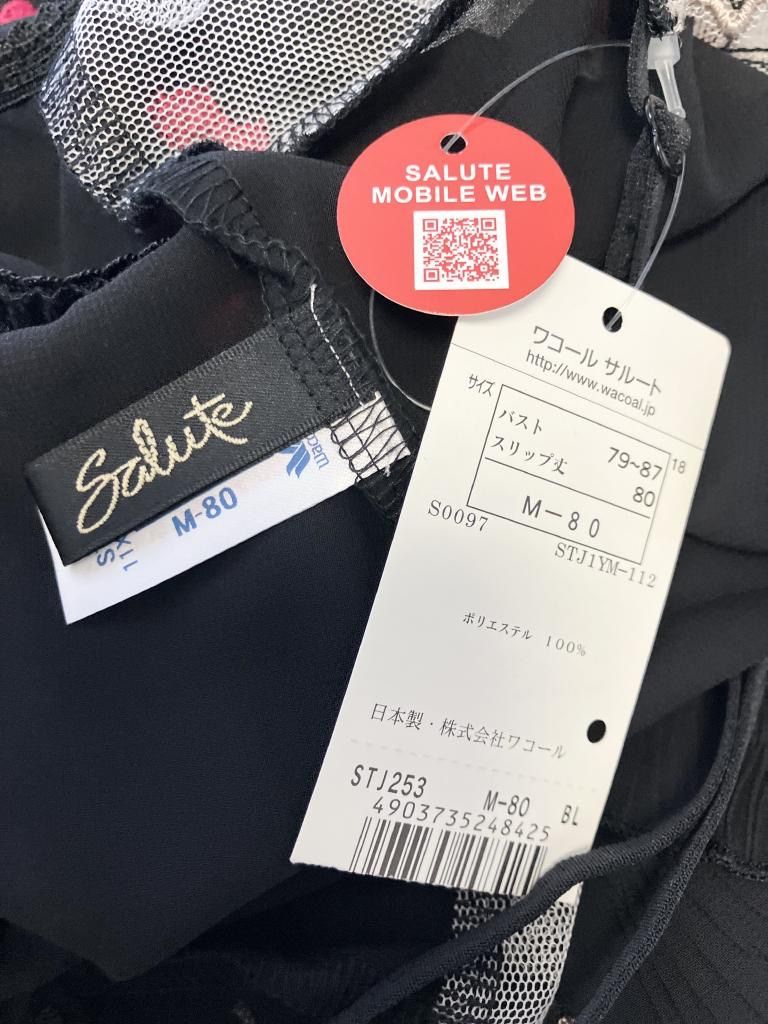 SALUTE
MOBILE WEB
ワコール サルート
http://www.wacoal.jp
サイズ
バスト 79~87
スリップ丈 80
M-80
18
S0097
STJ1YM-112
ポリエステル 100%
日本製・株式会社ワコール
STJ253 M-80 BL
4903735248425
Salute
M-80